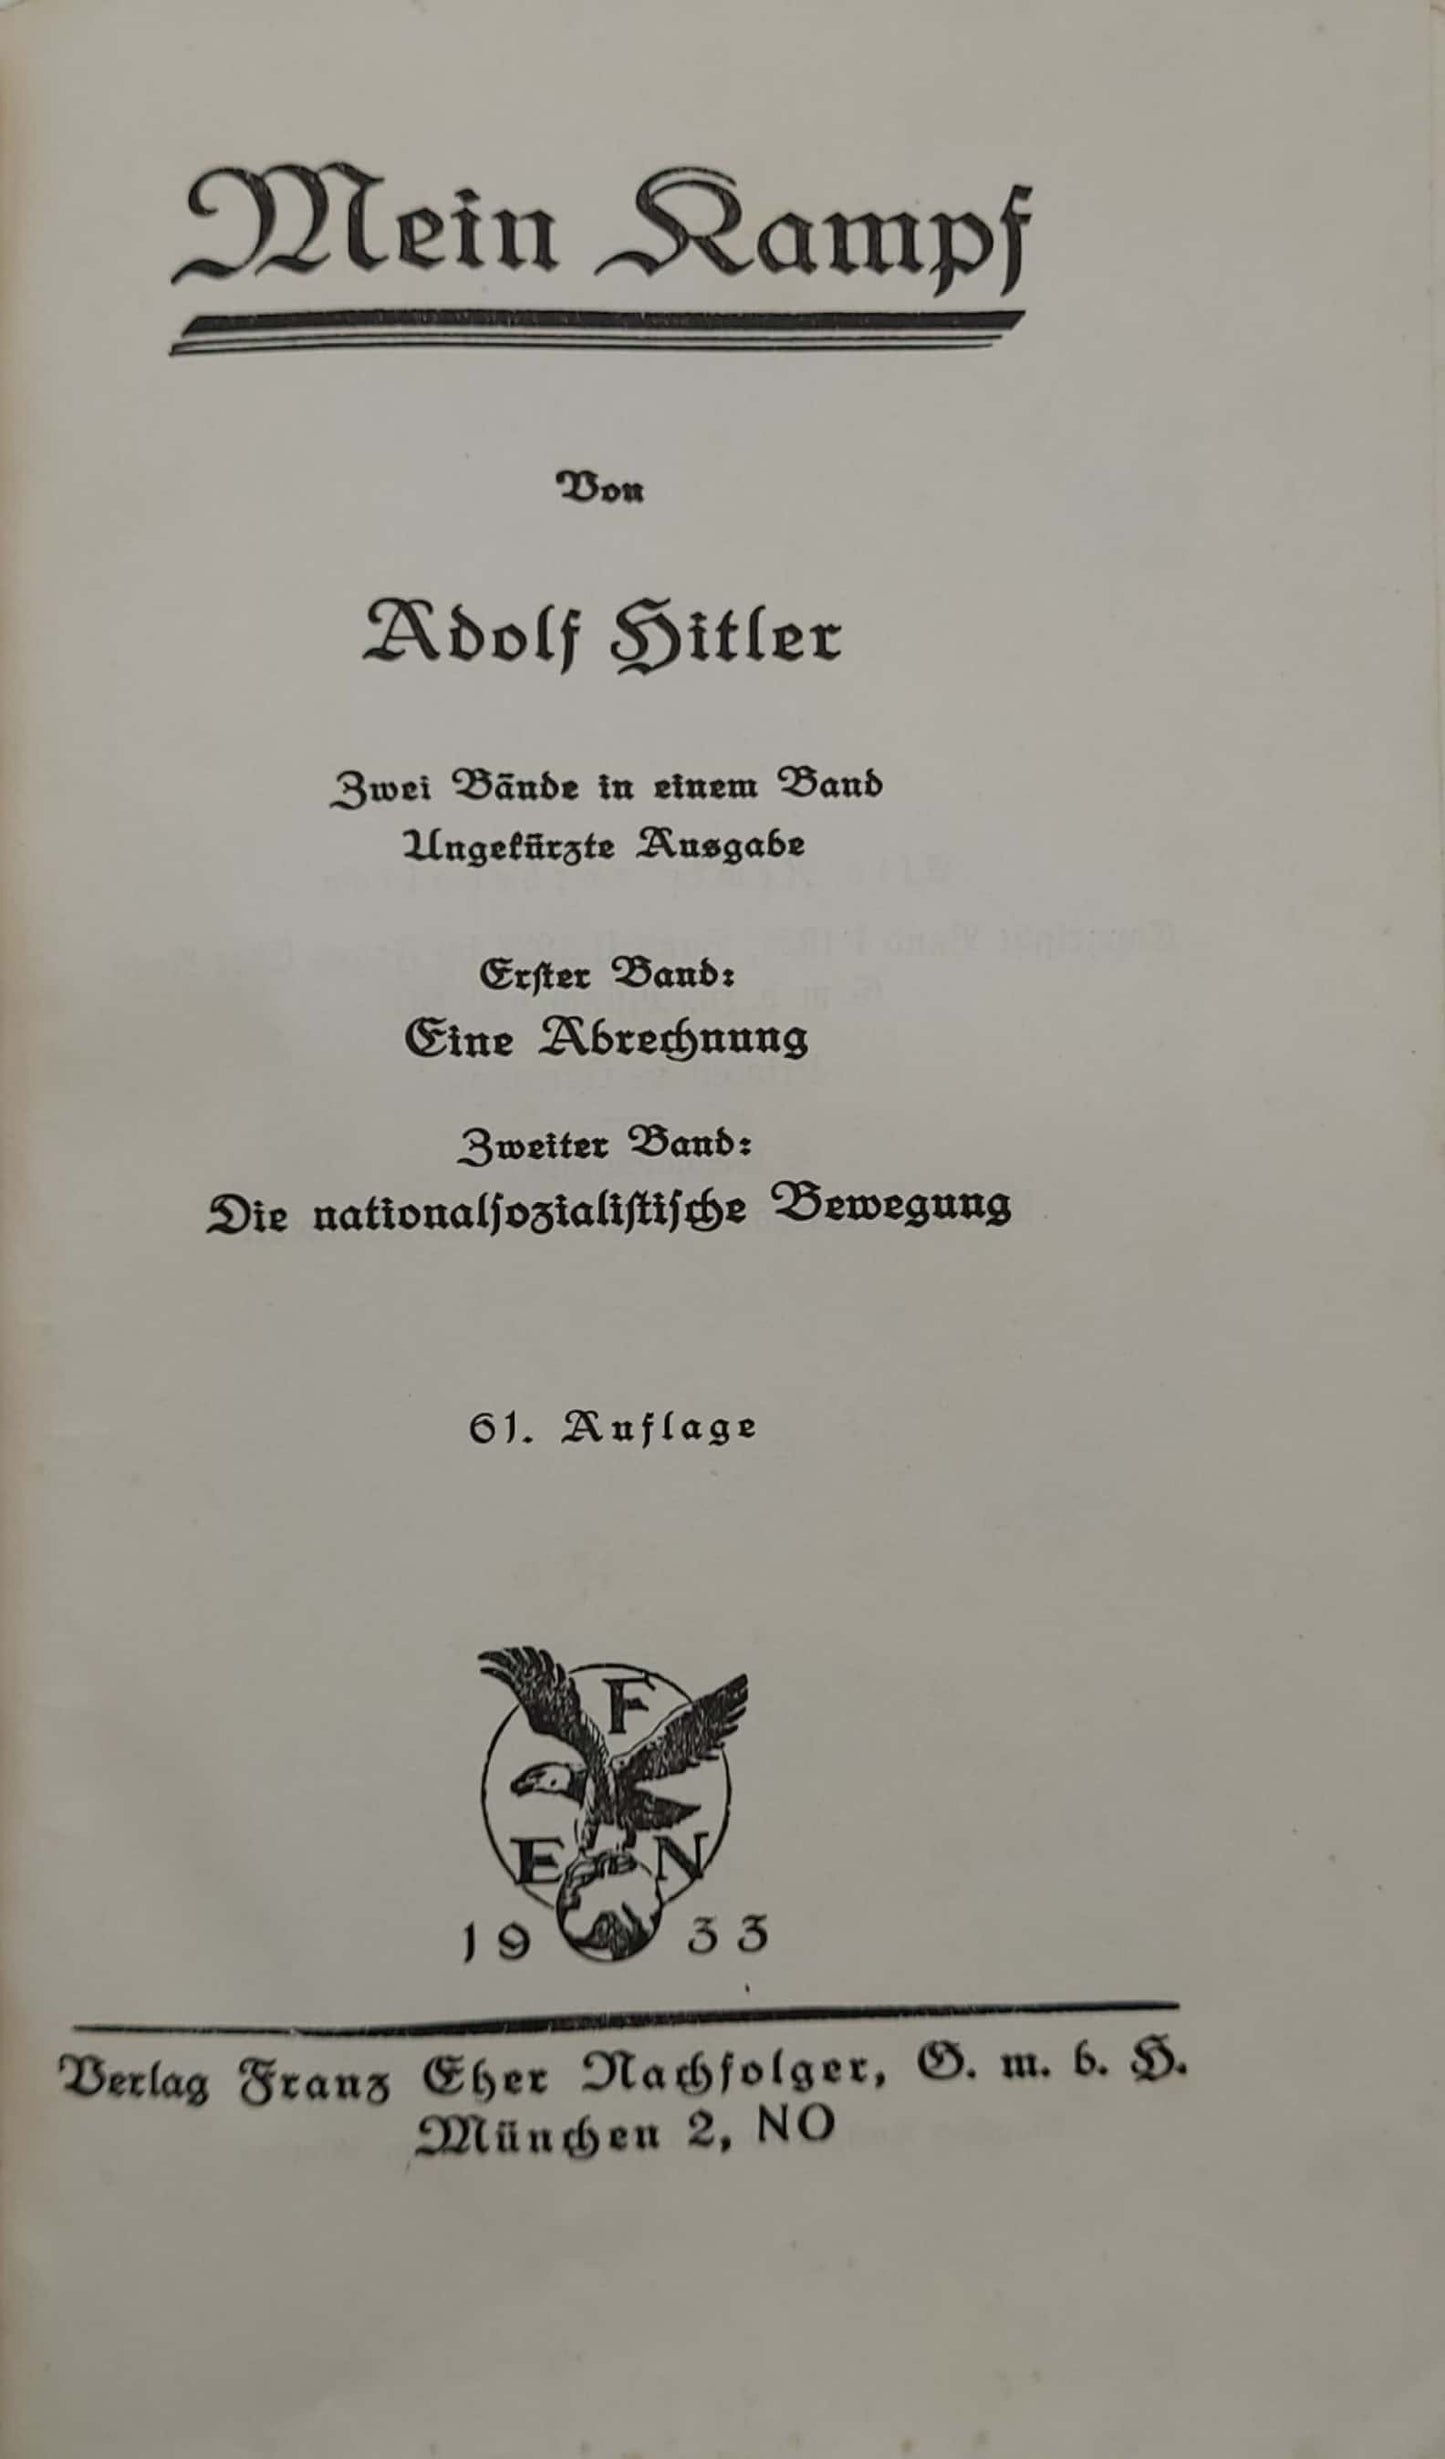 Mein Kampf
Von
Adolf Hitler
Zwei Bände in einem Band
Ungekürzte Ausgabe
Erster Band:
Eine Abrechnung
Zweiter Band:
Die nationalsozialistische Bewegung
61. Auflage
F
E N
19 33
Verlag Franz Eher Nachfolger, G. m. b. H.
München 2, NO